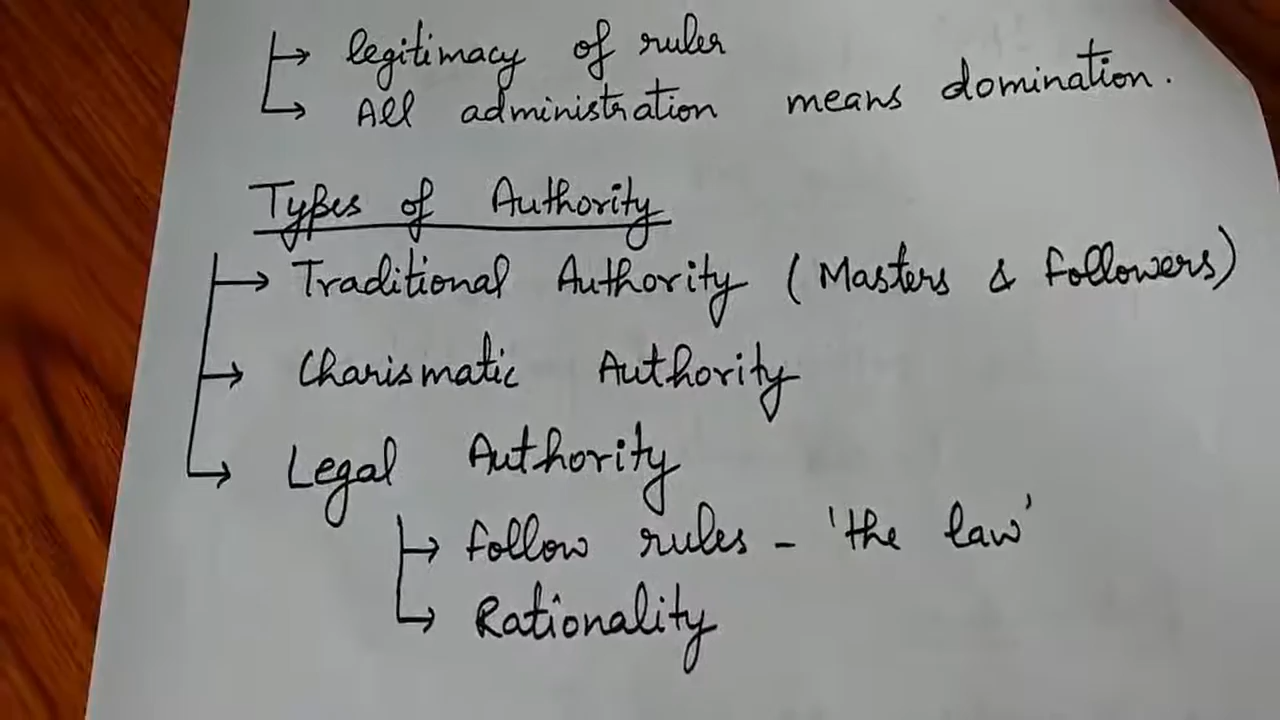 legitimacy of ruler
All administration means domination.
Types of Authority
Traditional Authority (Masters & followers)
Charismatic Authority
Legal Authority
follow rules - 'the law'
Rationality